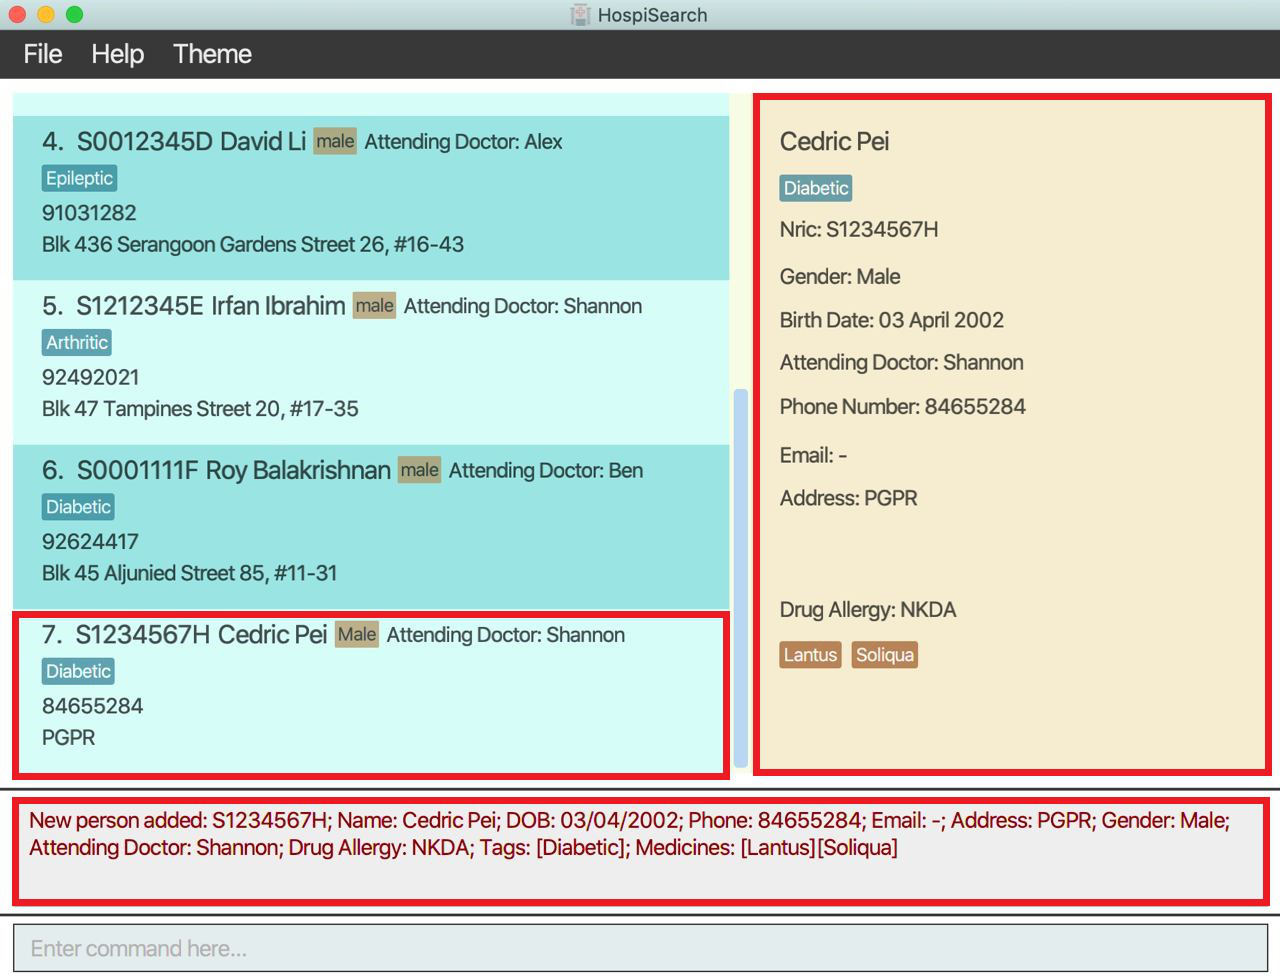 HospiSearch
File Help Theme
4. S0012345D David Li male Attending Doctor: Alex
Epileptic
91031282
Blk 436 Serangoon Gardens Street 26, #16-43
5. S1212345E Irfan Ibrahim male Attending Doctor: Shannon
Arthritic
92492021
Blk 47 Tampines Street 20, #17-35
6. S0001111F Roy Balakrishnan male Attending Doctor: Ben
Diabetic
92624417
Blk 45 Aljunied Street 85, #11-31
7. S1234567H Cedric Pei Male Attending Doctor: Shannon
Diabetic
84655284
PGPR
Cedric Pei
Diabetic
Nric: S1234567H
Gender: Male
Birth Date: 03 April 2002
Attending Doctor: Shannon
Phone Number: 84655284
Email: -
Address: PGPR
Drug Allergy: NKDA
Lantus Soliqua
New person added: S1234567H; Name: Cedric Pei; DOB: 03/04/2002; Phone: 84655284; Email: -; Address: PGPR; Gender: Male;
Attending Doctor: Shannon; Drug Allergy: NKDA; Tags: [Diabetic]; Medicines: [Lantus][Soliqua]
Enter command here...